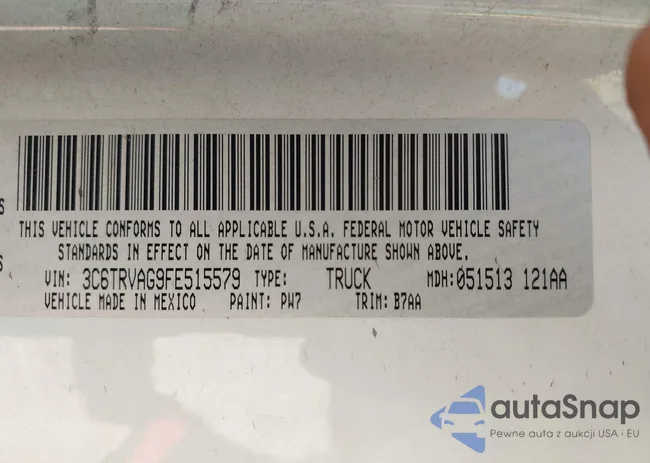 THIS VEHICLE CONFORMS TO ALL APPLICABLE U.S.A. FEDERAL MOTOR VEHICLE SAFETY
STANDARDS IN EFFECT ON THE DATE OF MANUFACTURE SHOWN ABOVE.
VIN: 3C6TRVAG9FE515579 TYPE: TRUCK MDH:051513 121AA
VEHICLE MADE IN MEXICO PAINT: PW7 TRIM: B7AA
autaSnap
Pewne auta z aukcji USA i EU